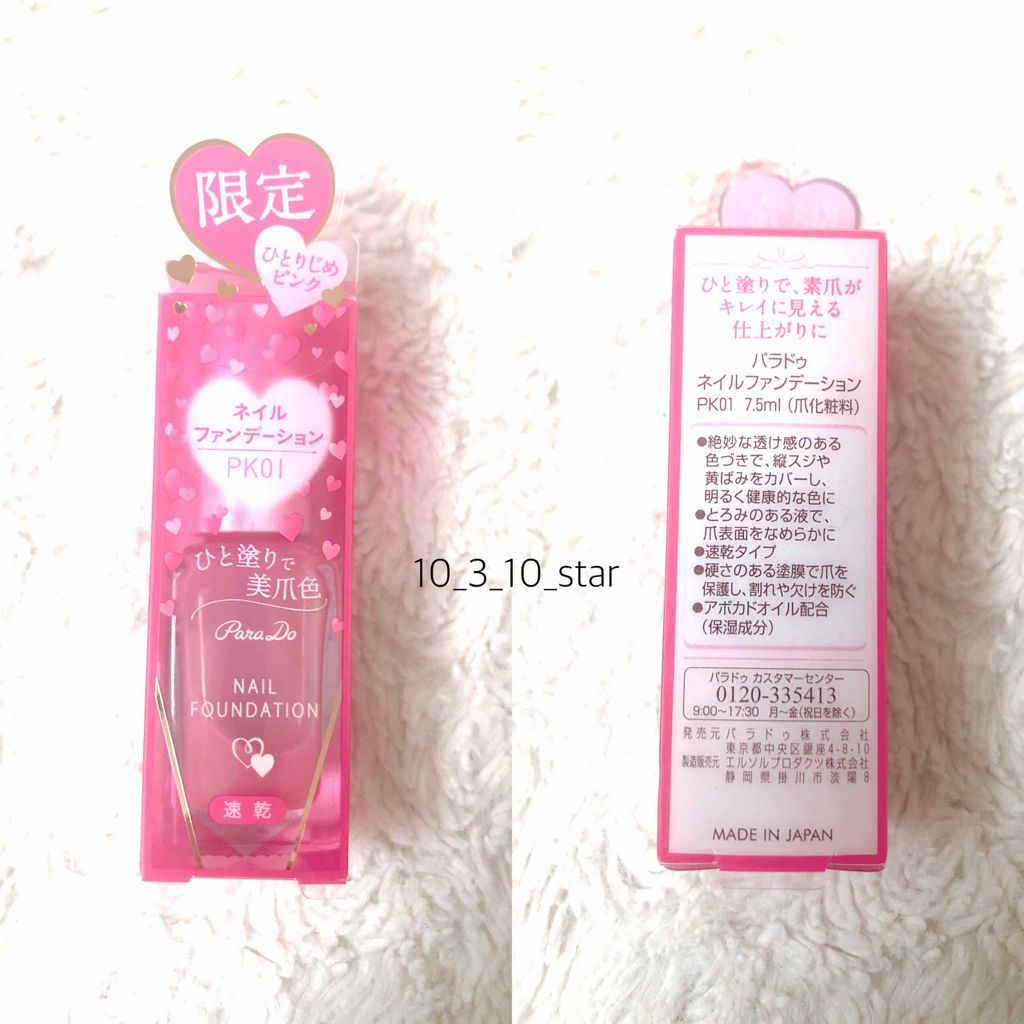 限定
ひとりじめ
ピンク
ネイル
ファンデーション
PK01
ひと塗りで
美爪色
ParaDo
NAIL
FOUNDATION
速乾
10_3_10_star
ひと塗りで、素爪が
キレイに見える
仕上がりに
パラドゥ
ネイルファンデーション
PK01 7.5ml（爪化粧料）
●絶妙な透け感のある
色づきで、縦スジや
黄ばみをカバーし、
明るく健康的な色に
●とろみのある液で、
爪表面をなめらかに
●速乾タイプ
●硬さのある塗膜で爪を
保護し、割れや欠けを防ぐ
●アボカドオイル配合
（保湿成分）
パラドゥ カスタマーセンター
0120-335413
9:00～17:30 月～金(祝日を除く)
発売元 パラドゥ株式会社
東京都中央区銀座4-8-10
製造販売元 エルソルプロダクツ株式会社
静岡県掛川市淡陽8
MADE IN JAPAN